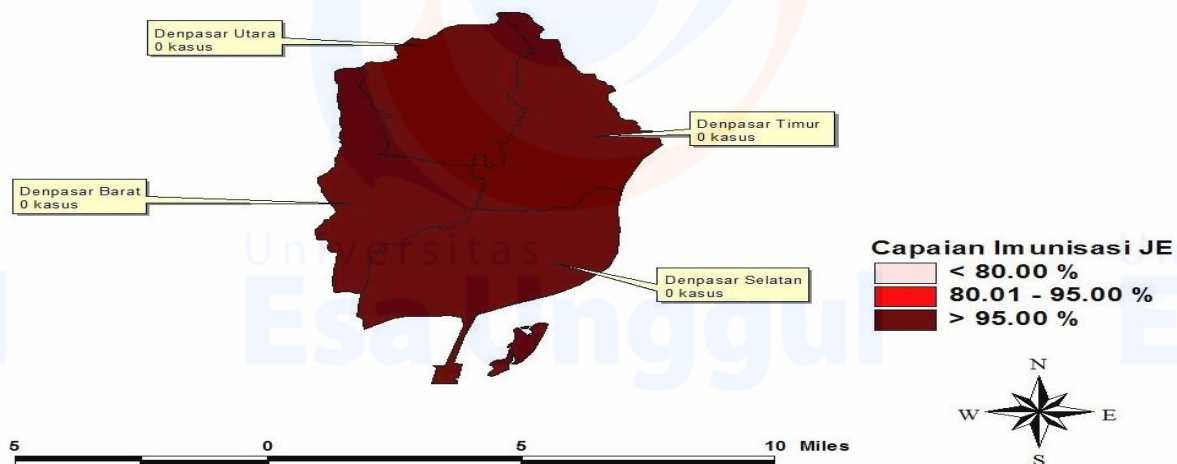 Denpasar Utara
0 kasus
Denpasar Timur
0 kasus
Denpasar Barat
0 kasus
Denpasar Selatan
0 kasus
Universitas
Esa Unggul
Capaian Imunisasi JE
< 80.00 %
80.01 - 95.00 %
> 95.00 %
N
W
E
S
5 0 5 10 Miles